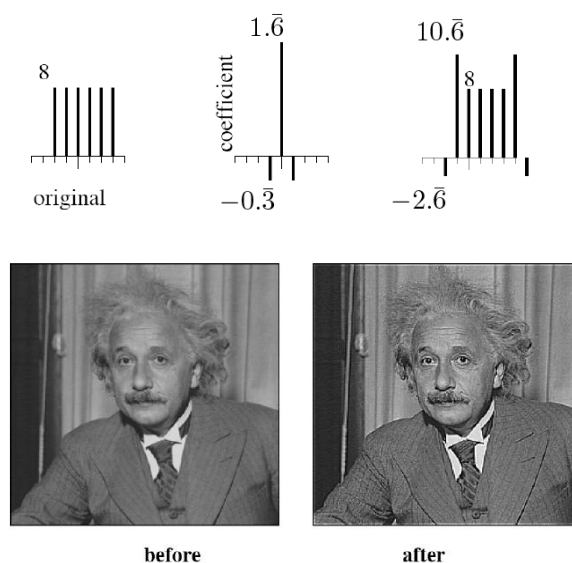 1.6̄
10.6̄
8
8
coefficient
original
−0.3̄
−2.6̄
before
after